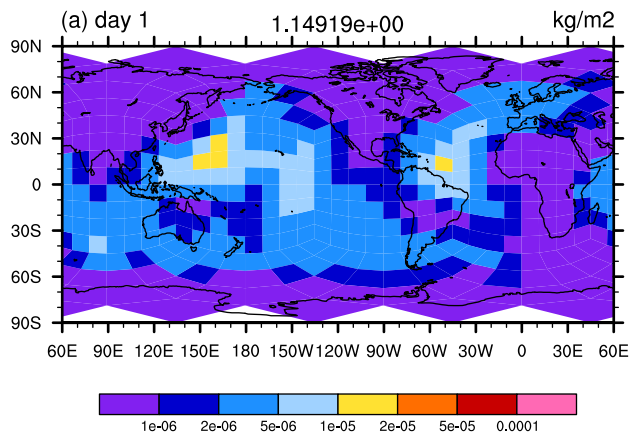 (a) day 1 1.14919e+00 kg/m2
90N
60N
30N
0
30S
60S
90S
60E 90E 120E 150E 180 150W 120W 90W 60W 30W 0 30E 60E
1e-06 2e-06 5e-06 1e-05 2e-05 5e-05 0.0001